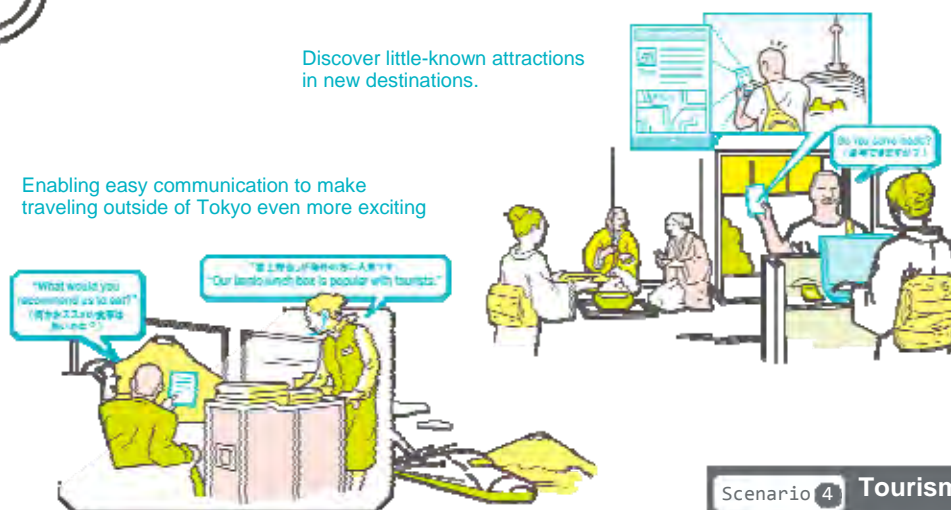 Discover little-known attractions
in new destinations.
Enabling easy communication to make
traveling outside of Tokyo even more exciting
"What would you
recommend us to eat?"
"Our bento lunch box is popular with tourists."
Do you serve
Scenario 4 Tourism